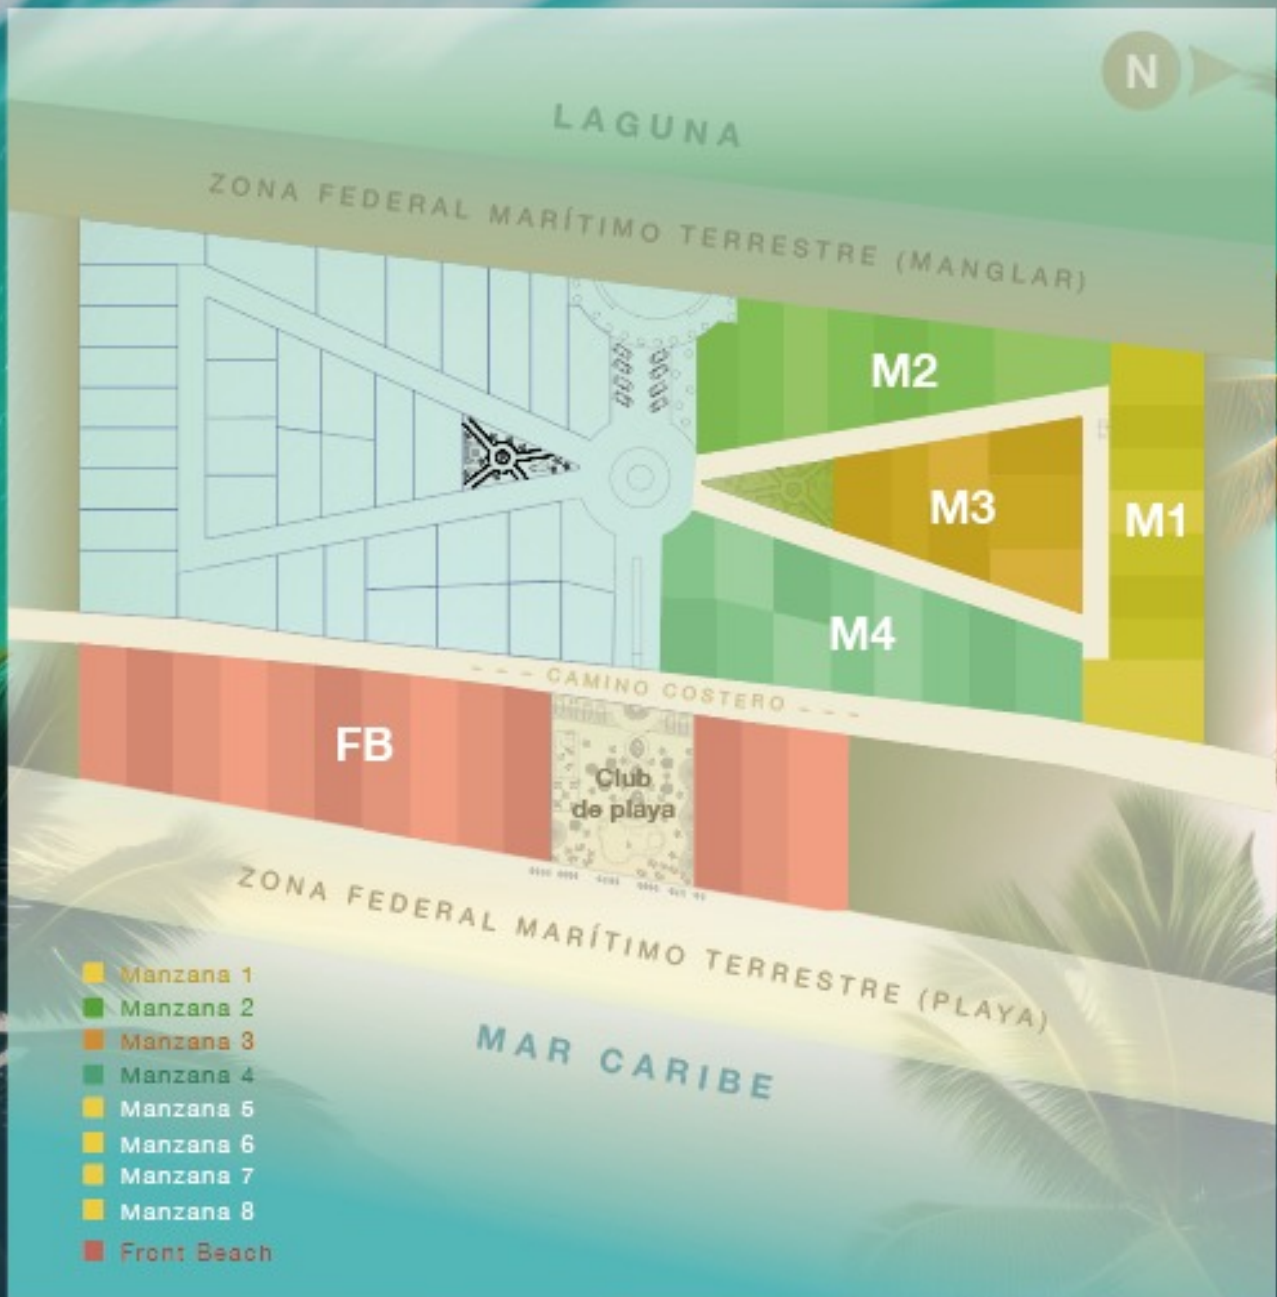 N
LAGUNA
ZONA FEDERAL MARÍTIMO TERRESTRE (MANGLAR)
M2
M3
M1
M4
- - - CAMINO COSTERO - - -
FB
Club
de playa
ZONA FEDERAL MARÍTIMO TERRESTRE (PLAYA)
MAR CARIBE
Manzana 1
Manzana 2
Manzana 3
Manzana 4
Manzana 5
Manzana 6
Manzana 7
Manzana 8
Front Beach